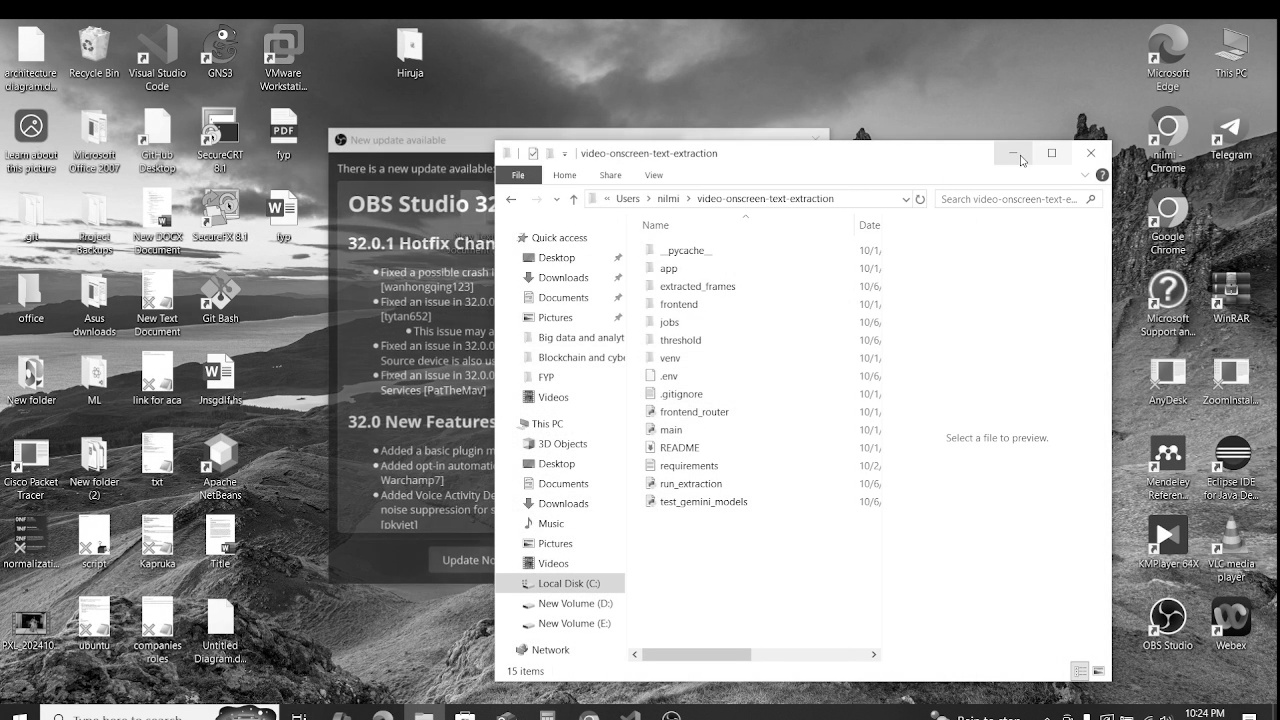 architecture
diagram.d...
Recycle Bin
Visual Studio
Code
GNS3
VMware
Workstati...
Hiruja
Microsoft
Edge
This PC
Learn about
this picture
Microsoft
Office 2007
GitHub
Desktop
SecureCRT
8.1
PDF
fyp
nilmi -
Chrome
Telegram
.git
Project
Backups
New DOCX
Document
SecureFX 8.1
fyp
Google
Chrome
office
Asus
dwnloads
New Text
Document
Git Bash
Microsoft
Support an...
WinRAR
New folder
ML
link for aca
Jnsgdlf.hs
AnyDesk
ZoomInstal...
Cisco Packet
Tracer
New folder
(2)
txt
Apache
NetBeans
Mendeley
Referen...
Eclipse IDE
for Java De...
normalizatio...
script
Kapruka
Title
KMPlayer 64X
VLC media
player
PXL_202410...
ubuntu
companies
roles
Untitled
Diagram.d...
OBS Studio
Webex
New update available
There is a new update available:
OBS Studio 32
32.0.1 Hotfix Chan
Fixed a possible crash i
[wanhongqing123]
Fixed an issue in 32.0.0
[tytan652]
This issue may a
Fixed an issue in 32.0.0
Source device is also u
Fixed an issue in 32.0.0
Services [PatTheMav]
32.0 New Features
Added a basic plugin m
Added opt-in automati
Warchamp7]
Added Voice Activity De
noise suppression for s
[pkviet]
Update No
video-onscreen-text-extraction
File Home Share View
« Users > nilmi > video-onscreen-text-extraction
Search video-onscreen-text-e...
Quick access
Desktop
Downloads
Documents
Pictures
Big data and analyt
Blockchain and cybe
FYP
Videos
This PC
3D Objects
Desktop
Documents
Downloads
Music
Pictures
Videos
Local Disk (C:)
New Volume (D:)
New Volume (E:)
Network
Name Date
__pycache__ 10/1/
app 10/1/
extracted_frames 10/6/
frontend 10/1/
jobs 10/6/
threshold 10/6/
venv 10/1/
.env 10/6/
.gitignore 10/1/
frontend_router 10/1/
main 10/1/
README 10/1/
requirements 10/2/
run_extraction 10/6/
test_gemini_models 10/6/
Select a file to preview.
15 items
Type here to search
10:24 PM